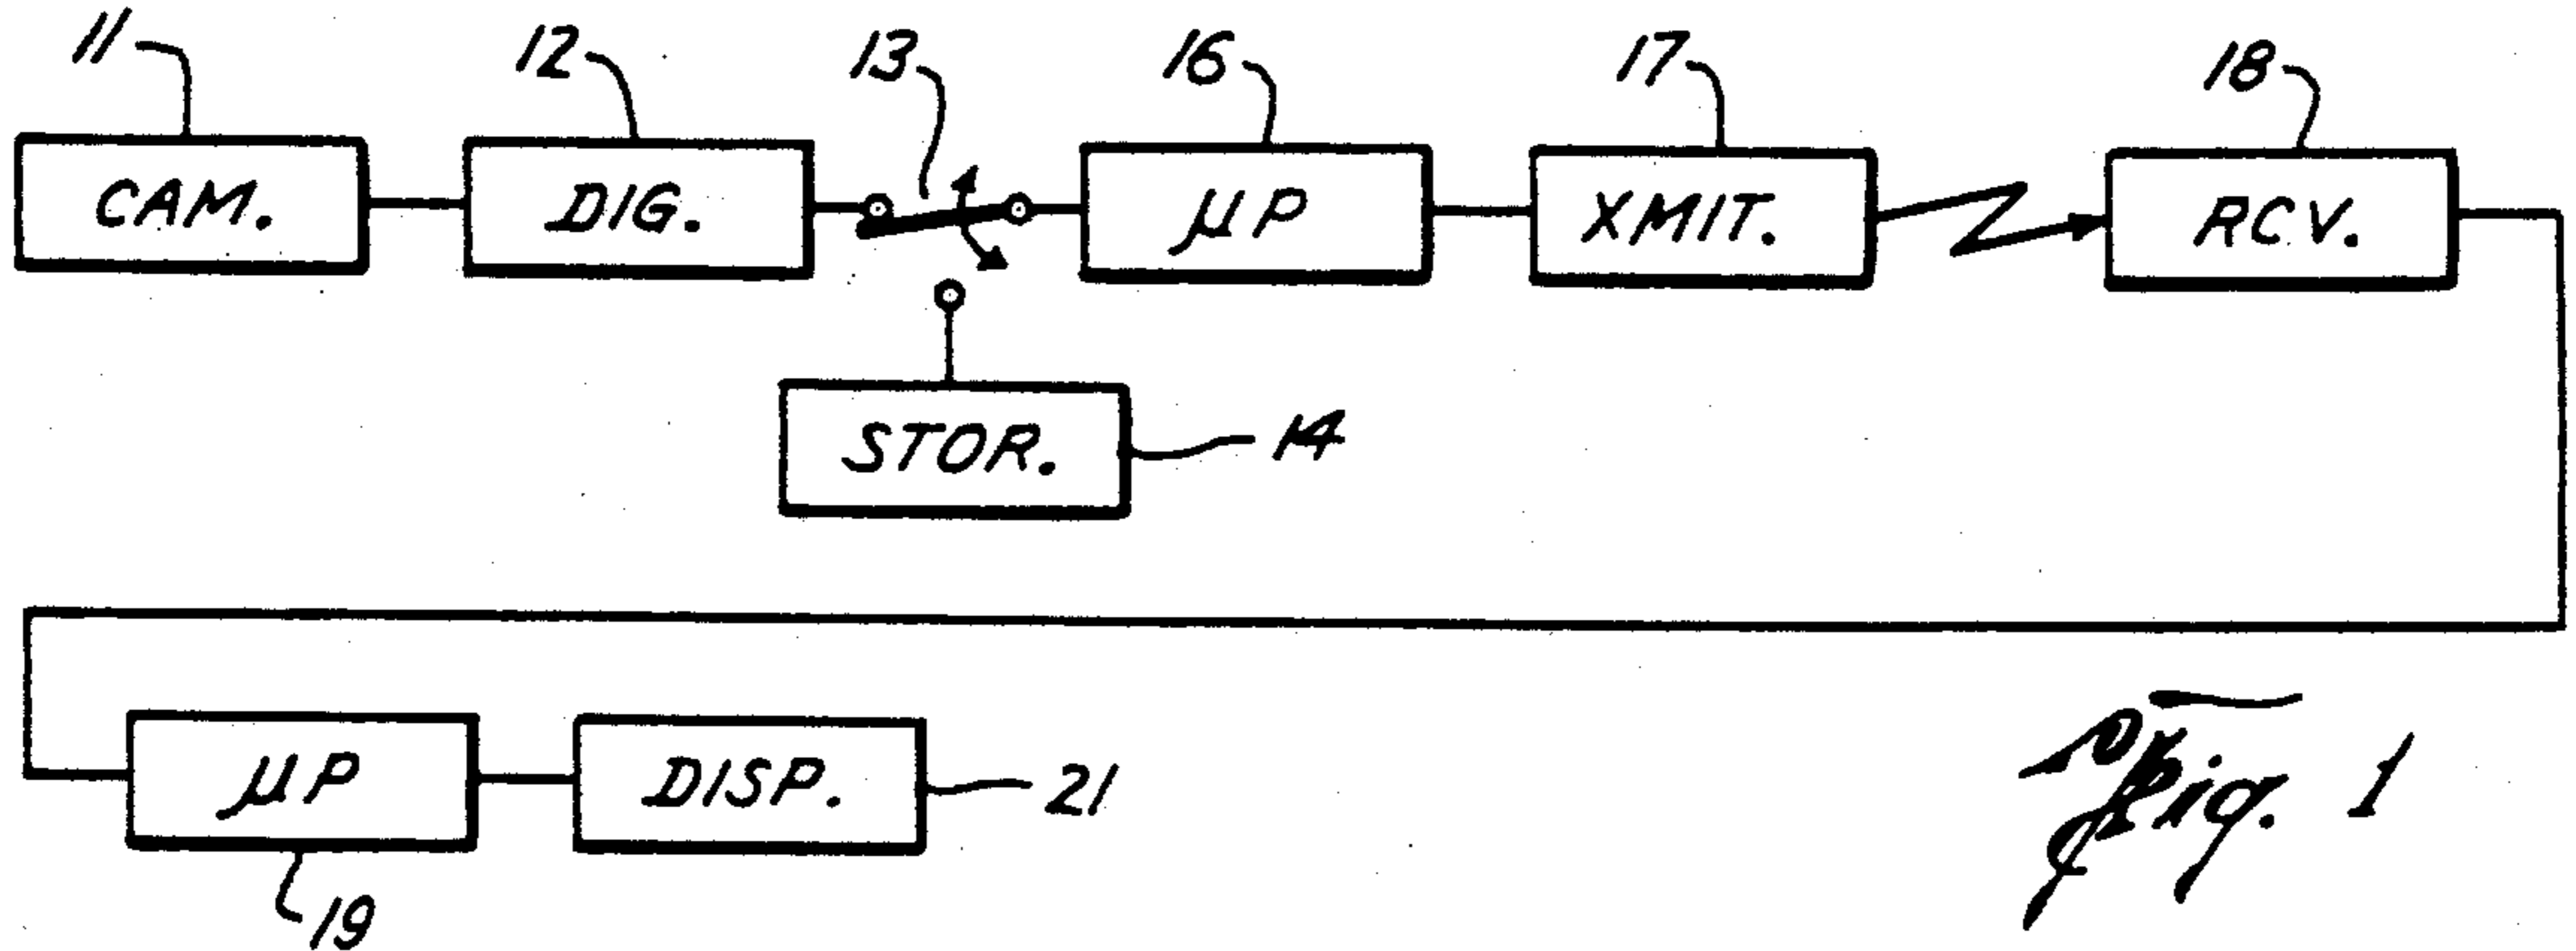 11 12 13 16 17 18
CAM. DIG. μP XMIT. RCV.
STOR. 14
μP DISP. 21
19
Fig. 1